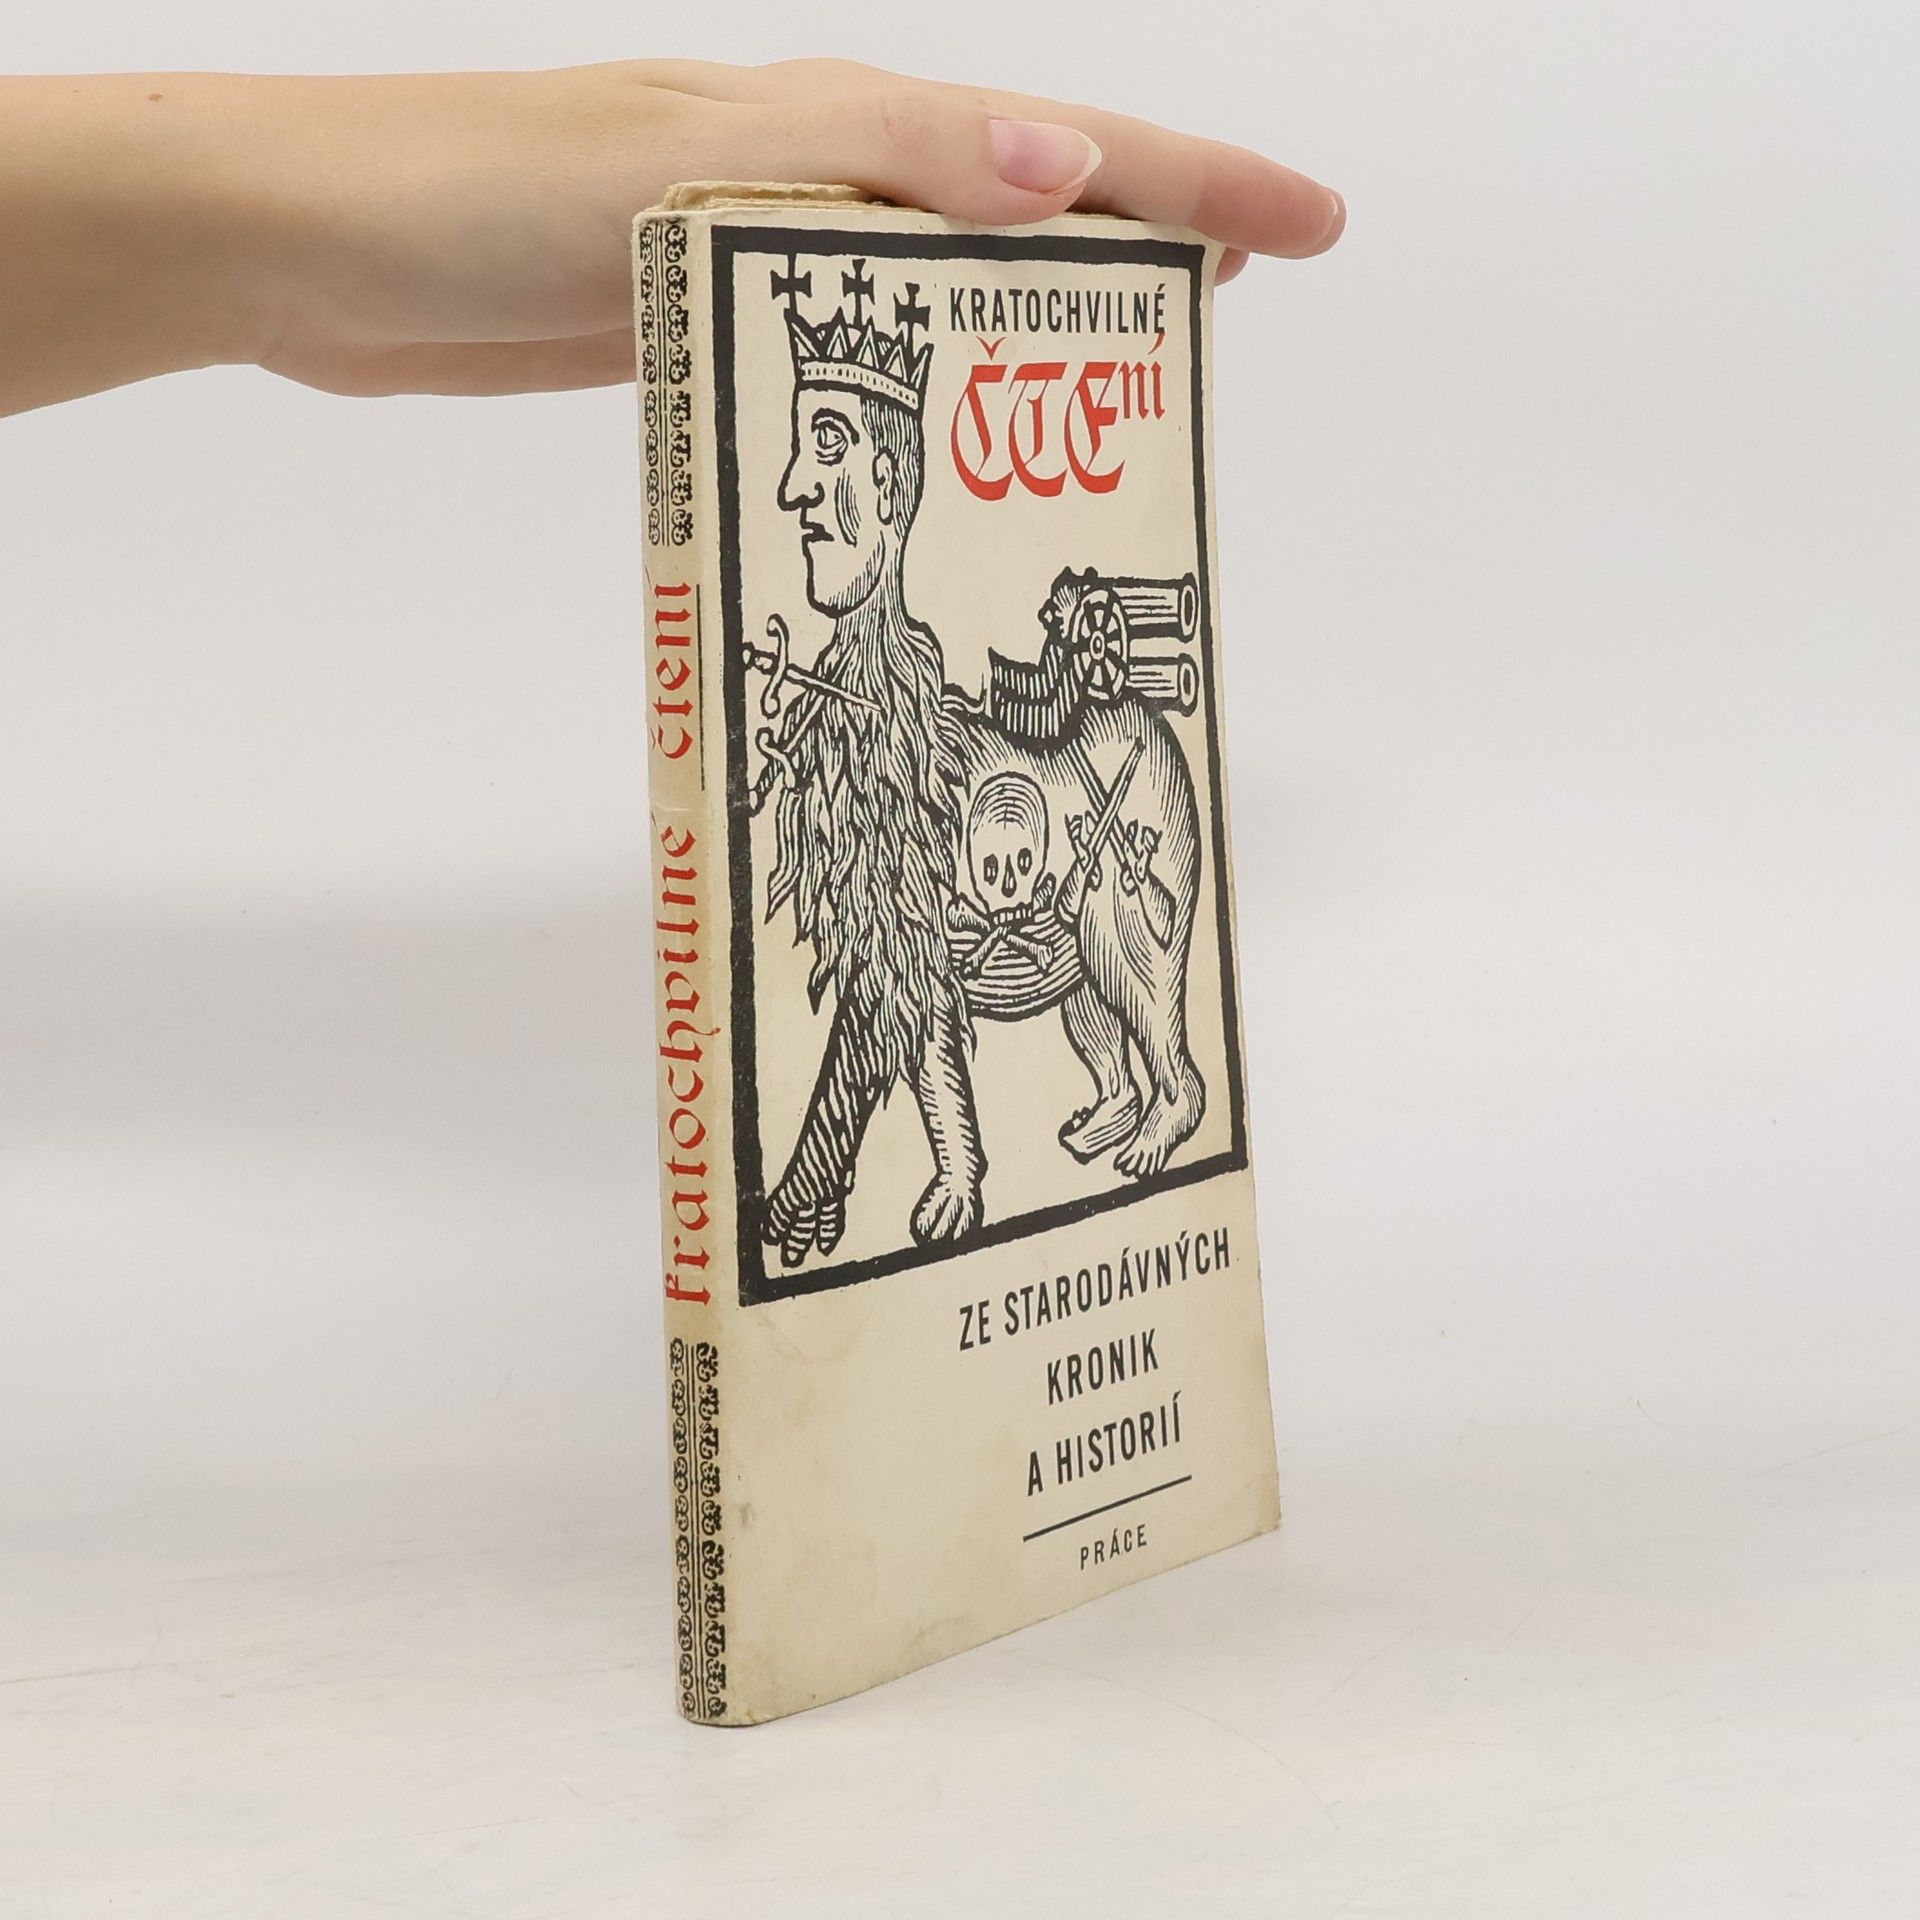 kratochvilné čtení
KRATOCHVILNÉ
ČTEní
ZE STARODÁVNÝCH
KRONIK
A HISTORIÍ
PRÁCE